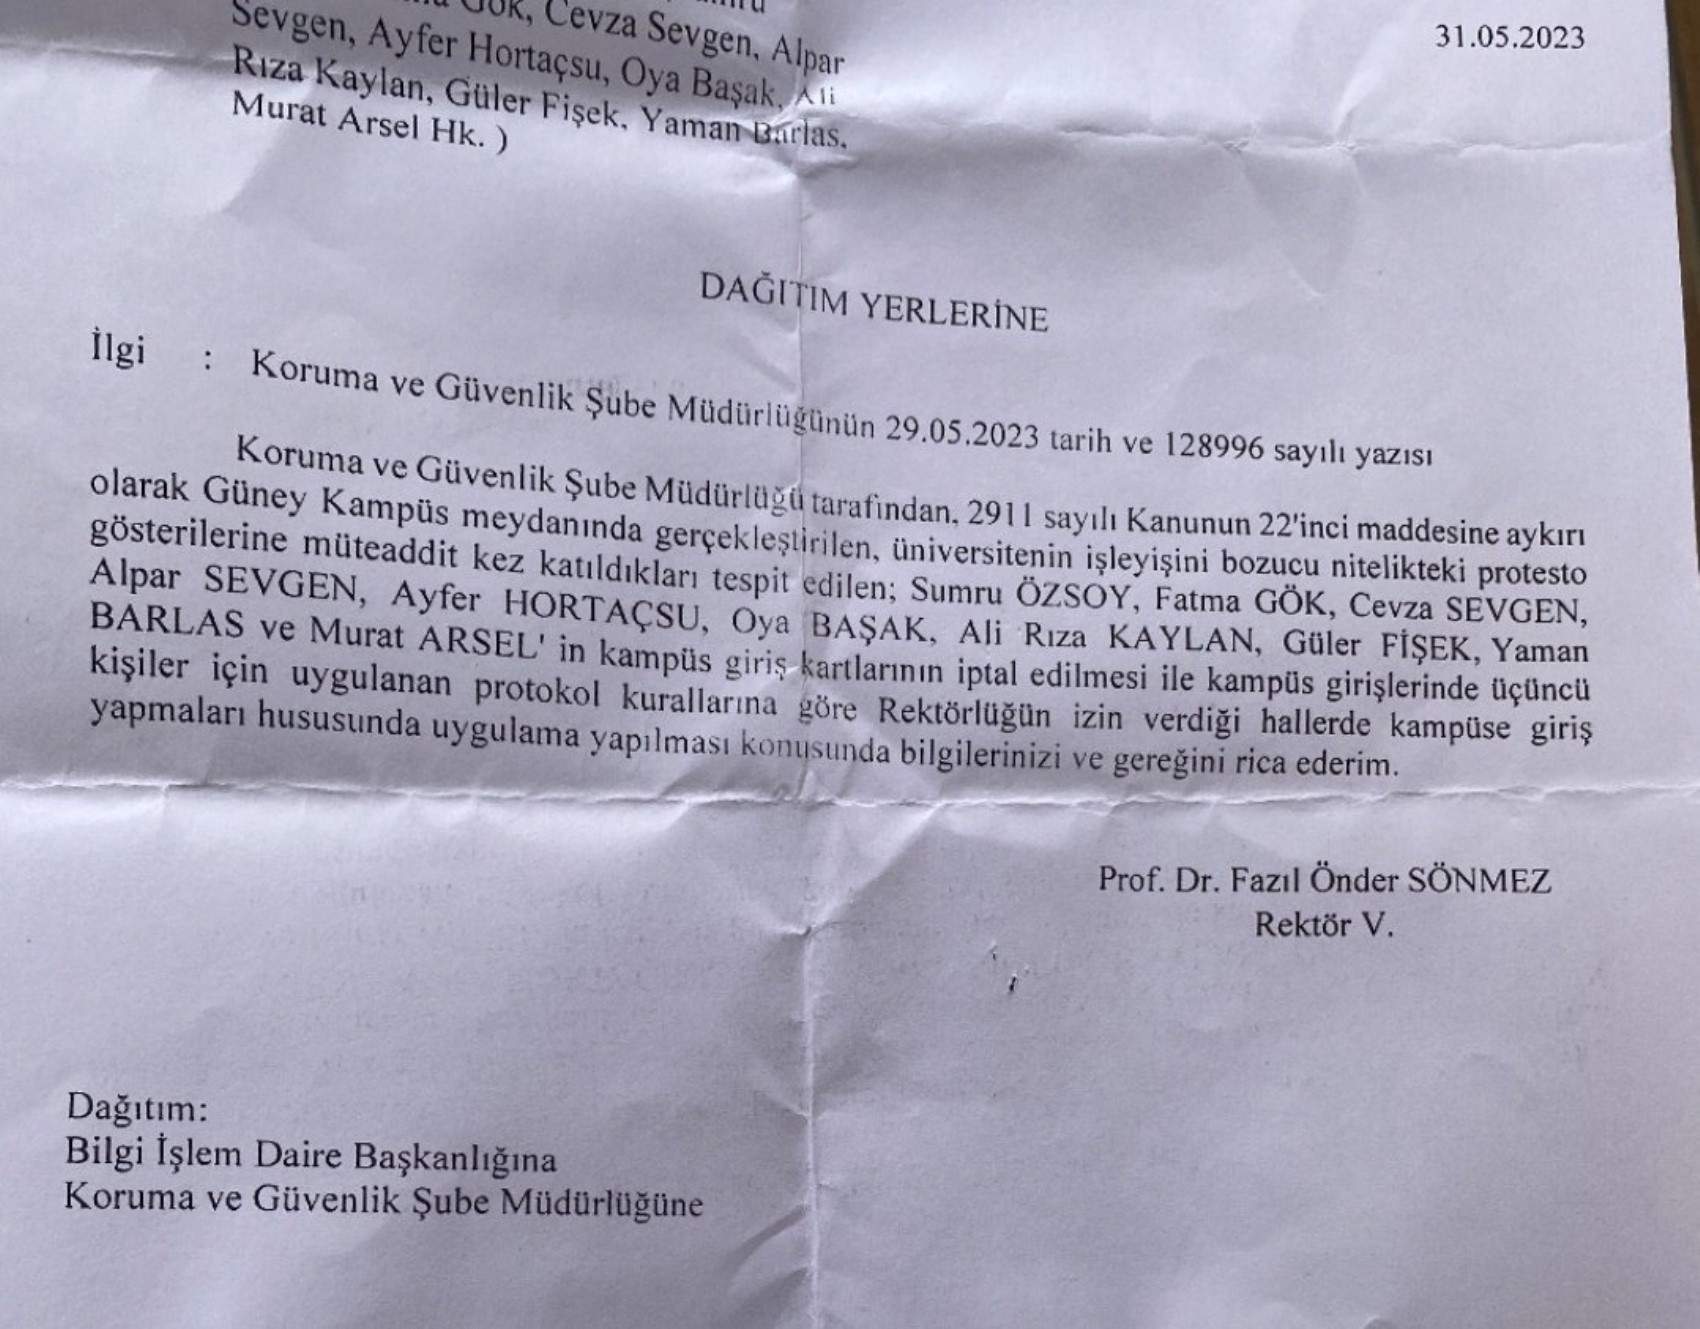 Gök, Cevza Sevgen, Alpar
Sevgen, Ayfer Hortaçsu, Oya Başak, Ali
Rıza Kaylan, Güler Fişek, Yaman Barlas,
Murat Arsel Hk. )
31.05.2023
DAĞITIM YERLERİNE
İlgi : Koruma ve Güvenlik Şube Müdürlüğünün 29.05.2023 tarih ve 128996 sayılı yazısı
Koruma ve Güvenlik Şube Müdürlüğü tarafından, 2911 sayılı Kanunun 22'inci maddesine aykırı
olarak Güney Kampüs meydanında gerçekleştirilen, üniversitenin işleyişini bozucu nitelikteki protesto
gösterilerine müteaddit kez katıldıkları tespit edilen; Sumru ÖZSOY, Fatma GÖK, Cevza SEVGEN,
Alpar SEVGEN, Ayfer HORTAÇSU, Oya BAŞAK, Ali Rıza KAYLAN, Güler FİŞEK, Yaman
BARLAS ve Murat ARSEL' in kampüs giriş kartlarının iptal edilmesi ile kampüs girişlerinde üçüncü
kişiler için uygulanan protokol kurallarına göre Rektörlüğün izin verdiği hallerde kampüse giriş
yapmaları hususunda uygulama yapılması konusunda bilgilerinizi ve gereğini rica ederim.
Prof. Dr. Fazıl Önder SÖNMEZ
Rektör V.
Dağıtım:
Bilgi İşlem Daire Başkanlığına
Koruma ve Güvenlik Şube Müdürlüğüne